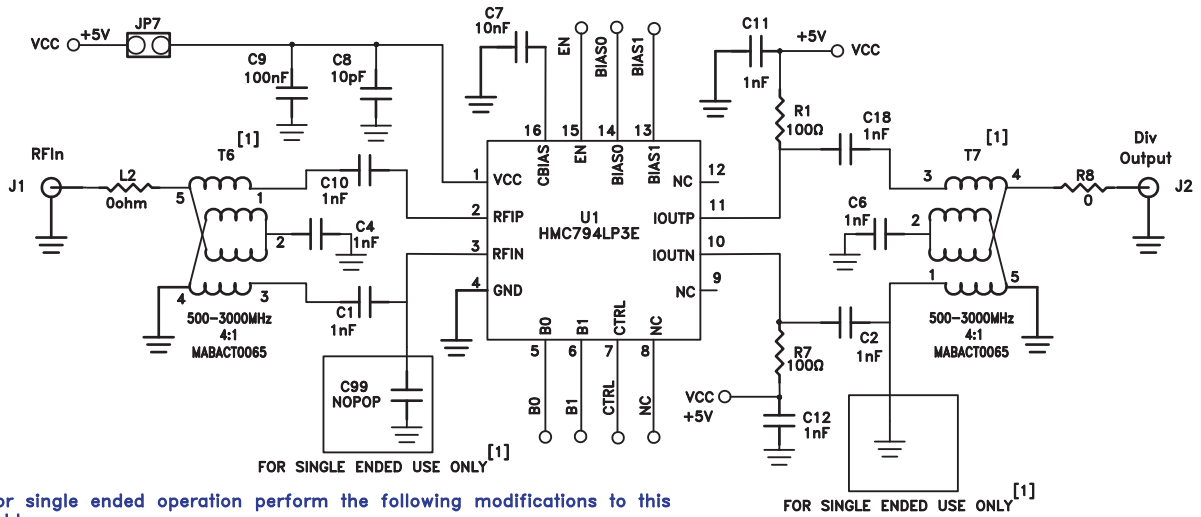 VCC
+5V
JP7
C9
100nF
C8
10pF
C7
10nF
EN
BIAS0
BIAS1
C11
1nF
+5V
VCC
R1
100Ω
C18
1nF
[1]
T7
Div
Output
3
4
R8
0
J2
RFIn
J1
L2
0ohm
[1]
T6
5
1
2
4
3
C10
1nF
C4
1nF
C1
1nF
500-3000MHz
4:1
MABACT0065
16
15
14
13
CBIAS
EN
BIAS0
BIAS1
1
VCC
2
RFIP
3
RFIN
4
GND
U1
HMC794LP3E
NC
12
IOUTP
11
IOUTN
10
NC
9
B0
B1
CTRL
NC
5
6
7
8
B0
B1
CTRL
NC
C6
1nF
2
1
5
C2
1nF
500-3000MHz
4:1
MABACT0065
R7
100Ω
VCC
+5V
C12
1nF
C99
NOPOP
FOR SINGLE ENDED USE ONLY[1]
FOR SINGLE ENDED USE ONLY[1]
or single ended operation perform the following modifications to this